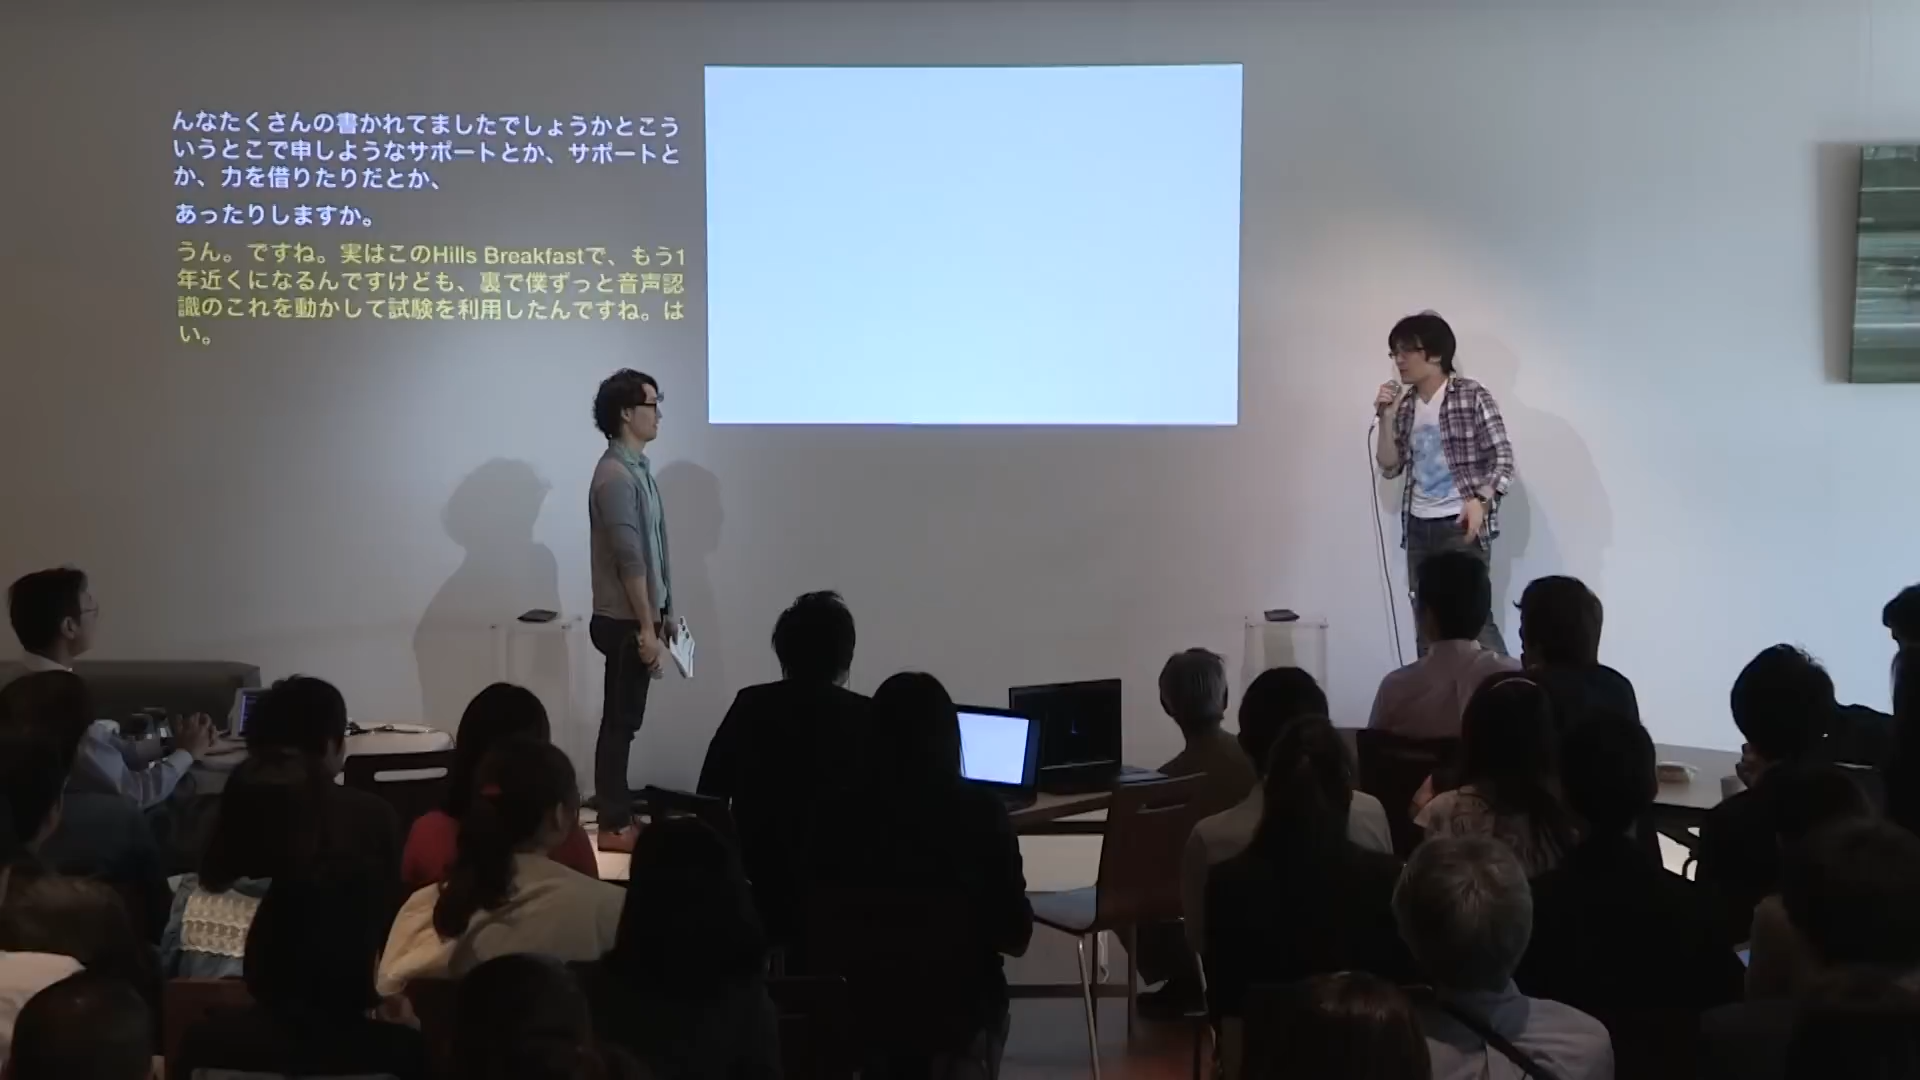 んなたくさんの書かれてましたでしょうかとこう
いうとこで申しようなサポートとか、サポートと
か、力を借りたりだとか、
あったりしますか。
うん。ですね。実はこのHills Breakfastで、もう1
年近くになるんですけども、裏で僕ずっと音声認
識のこれを動かして試験を利用したんですね。は
い。